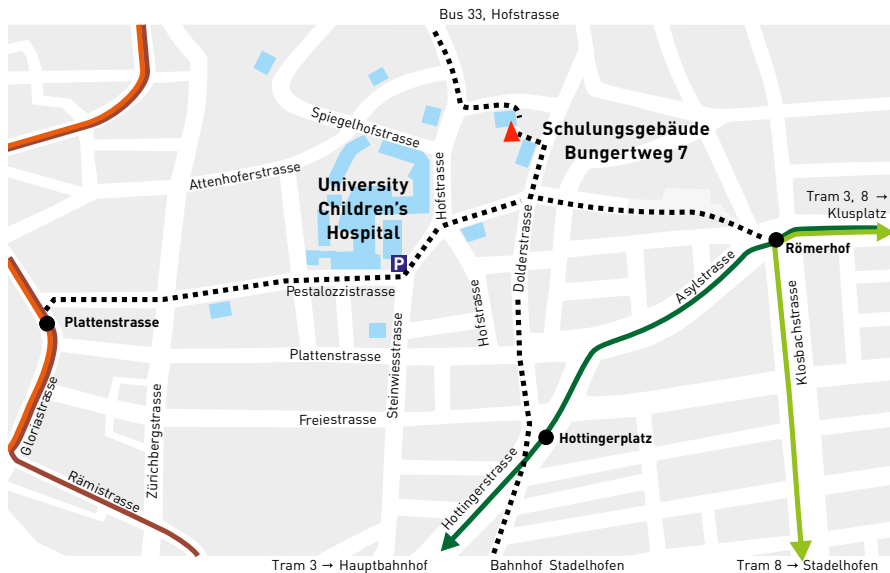 Bus 33, Hofstrasse
Spiegelhofstrasse
Schulungsgebäude
Bungertweg 7
Attenhoferstrasse
University
Children's
Hospital
Hofstrasse
Tram 3, 8 →
Klusplatz
Dolderstrasse
Römerhof
P
Asylstrasse
Pestalozzistrasse
Hofstrasse
Plattenstrasse
Klosbachstrasse
Plattenstrasse
Steinwiesstrasse
Gloriastrasse
Zürichbergstrasse
Freiestrasse
Hottingerplatz
Hottingerstrasse
Rämistrasse
Tram 3 → Hauptbahnhof
Bahnhof Stadelhofen
Tram 8 → Stadelhofen